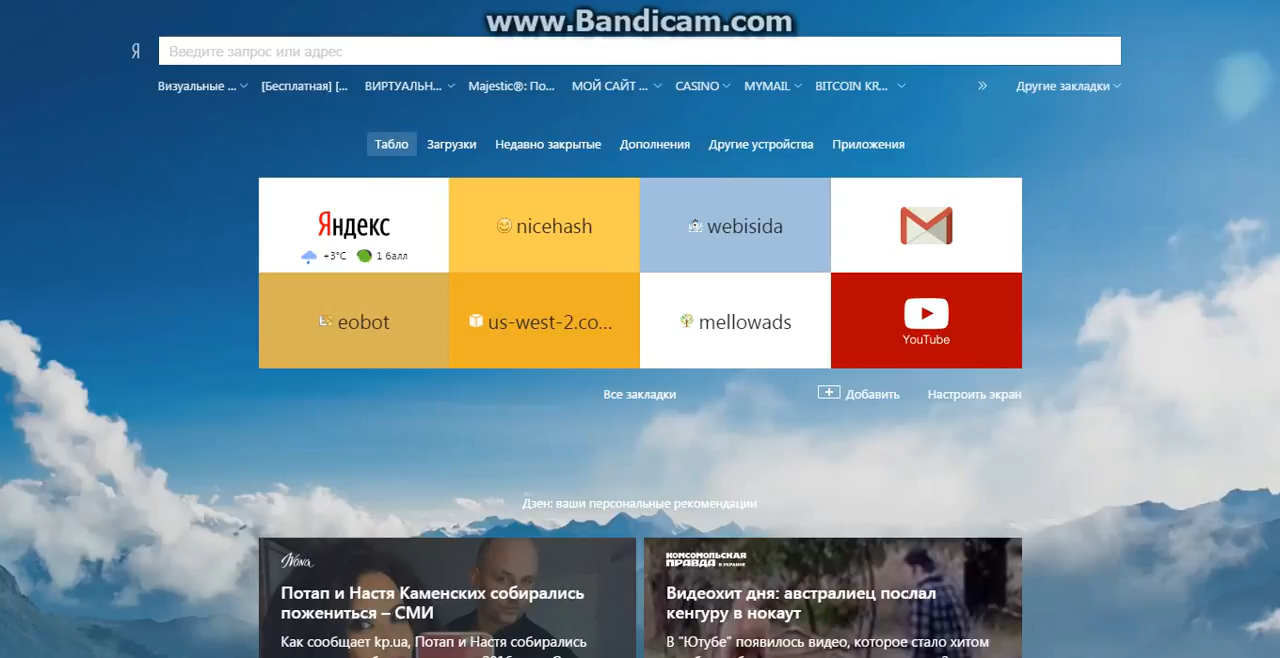 www.Bandicam.com
Я Введите запрос или адрес
Визуальные ... [Бесплатная] [... ВИРТУАЛЬН... Majestic®: По... МОЙ САЙТ ... CASINO MYMAIL BITCOIN KR... » Другие закладки
Табло Загрузки Недавно закрытые Дополнения Другие устройства Приложения
Яндекс nicehash webisida
+3°C 1 балл
eobot us-west-2.co... mellowads YouTube
Все закладки Добавить Настроить экран
Дзен: ваши персональные рекомендации
Ивона
Потап и Настя Каменских собирались
пожениться – СМИ
Как сообщает kp.ua, Потап и Настя собирались
КОМСОМОЛЬСКАЯ
ПРАВДА В УКРАИНЕ
Видеохит дня: австралиец послал
кенгуру в нокаут
В "Ютубе" появилось видео, которое стало хитом